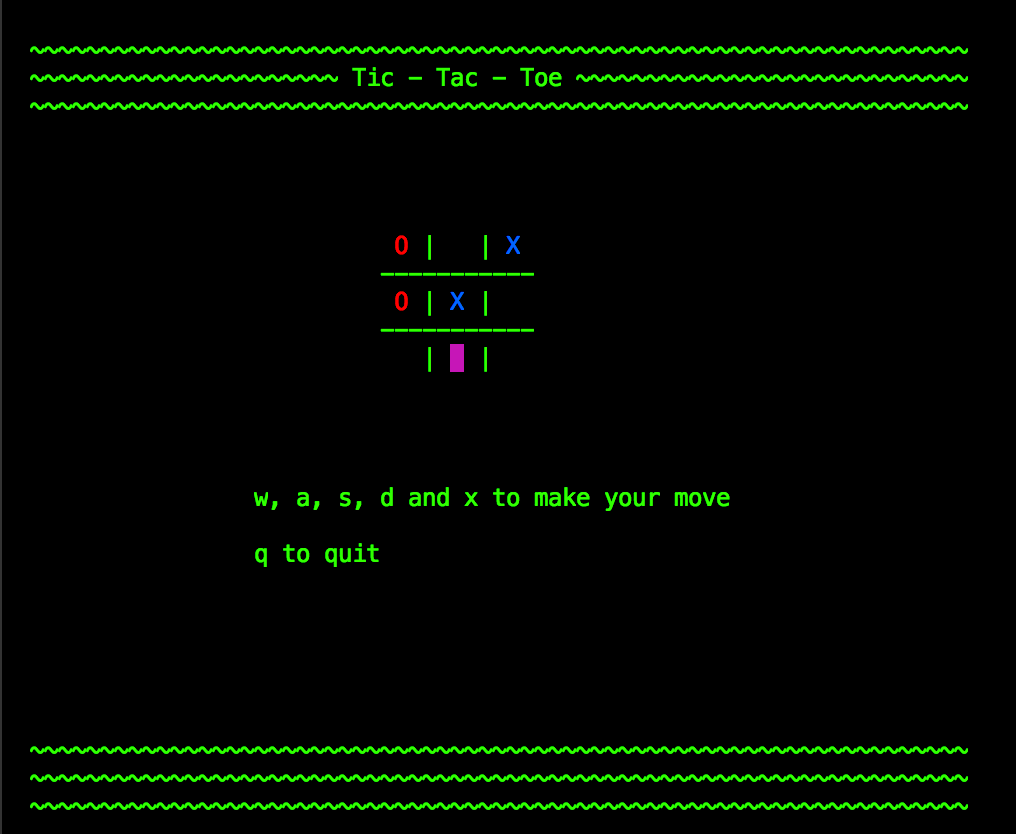 ~~~~~~~~~~~~~~~~~~~~~~~~~~~~~~~~~~~~~~~~~~~~~~~~~~~~~~~~~~~~~~~~~~~
~~~~~~~~~~~~~~~~~~~~~~ Tic - Tac - Toe ~~~~~~~~~~~~~~~~~~~~~~~~~~~~
~~~~~~~~~~~~~~~~~~~~~~~~~~~~~~~~~~~~~~~~~~~~~~~~~~~~~~~~~~~~~~~~~~~
O |   | X
-----------
O | X |
-----------
  |   |
w, a, s, d and x to make your move
q to quit
~~~~~~~~~~~~~~~~~~~~~~~~~~~~~~~~~~~~~~~~~~~~~~~~~~~~~~~~~~~~~~~~~~~
~~~~~~~~~~~~~~~~~~~~~~~~~~~~~~~~~~~~~~~~~~~~~~~~~~~~~~~~~~~~~~~~~~~
~~~~~~~~~~~~~~~~~~~~~~~~~~~~~~~~~~~~~~~~~~~~~~~~~~~~~~~~~~~~~~~~~~~